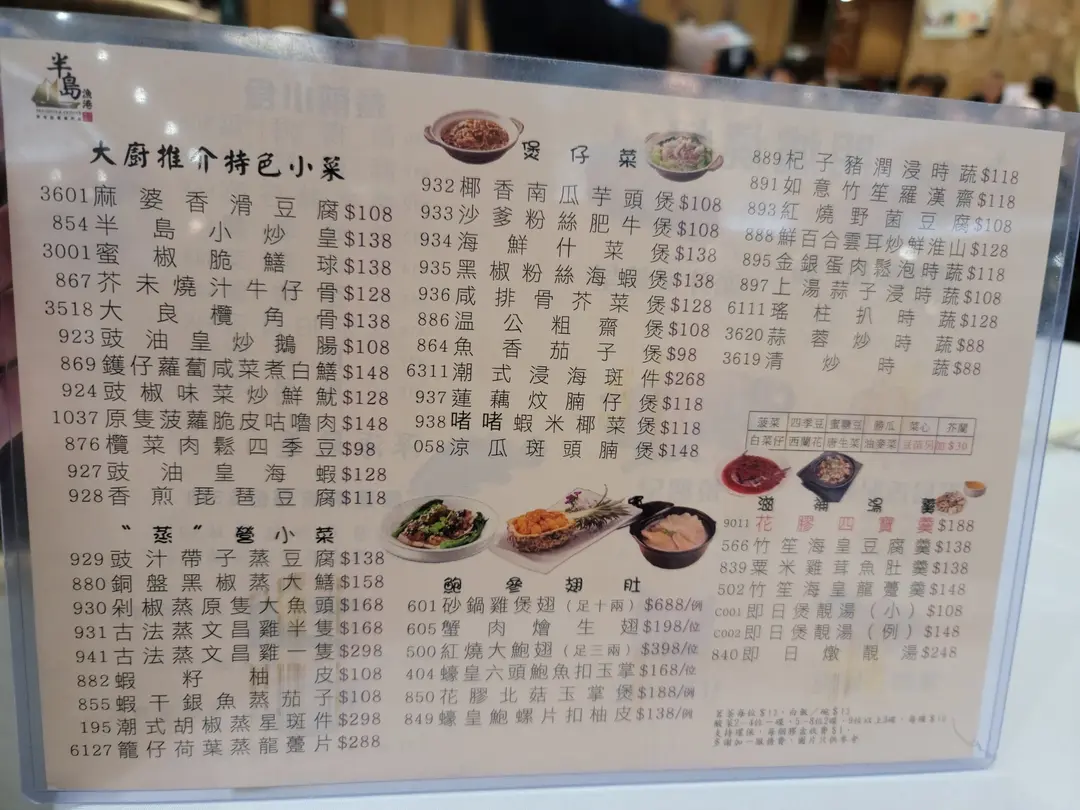 半島漁港
大廚推介特色小菜
3601麻婆香滑豆腐$108
854半島小炒皇$138
3001蜜椒脆鱔球$138
867芥末燒汁牛仔骨$128
3518大良欖角骨$138
923豉油皇炒鵝腸$108
869鑊仔蘿蔔咸菜煮白鱔$148
924豉椒味菜炒鮮魷$128
1037原隻菠蘿脆皮咕嚕肉$148
876欖菜肉鬆四季豆$98
927豉油皇海蝦$128
928香煎琵琶豆腐$118
"蒸"營小菜
929豉汁帶子蒸豆腐$138
880銅盤黑椒蒸大鱔$158
930剁椒蒸原隻大魚頭$168
931古法蒸文昌雞半隻$168
941古法蒸文昌雞一隻$298
882蝦籽柚皮$108
855蝦干銀魚蒸茄子$108
195潮式胡椒蒸星斑件$298
6127籠仔荷葉蒸龍躉片$288
煲仔菜
932椰香南瓜芋頭煲$108
933沙爹粉絲肥牛煲$108
934海鮮什菜煲$138
935黑椒粉絲海蝦煲$138
936咸排骨芥菜煲$128
886温公粗齋煲$108
864魚香茄子煲$98
6311潮式浸海斑件$268
937蓮藕炆腩仔煲$118
938啫啫蝦米椰菜煲$118
058涼瓜斑頭腩煲$148
鮑參翅肚
601砂鍋雞煲翅(足十兩)$688/例
605蟹肉燴生翅$198/位
500紅燒大鮑翅(足三兩)$398/位
404蠔皇六頭鮑魚扣玉掌$168/位
850花膠北菇玉掌煲$188/例
849蠔皇鮑螺片扣柚皮$138/例
889杞子豬潤浸時蔬$118
891如意竹笙羅漢齋$118
893紅燒野菌豆腐$108
888鮮百合雲耳炒鮮淮山$128
895金銀蛋肉鬆泡時蔬$118
897上湯蒜子浸時蔬$108
6111瑤柱扒時蔬$128
3620蒜蓉炒時蔬$88
3619清炒時蔬$88
菠菜 四季豆 蜜糖豆 勝瓜 菜心 芥蘭
白菜仔 西蘭花 唐生菜 油麥菜 豆苗另加$30
滋補湯羹
9011花膠四寶羹$188
566竹笙海皇豆腐羹$138
839粟米雞茸魚肚羹$138
502竹笙海皇龍躉羹$148
C001即日煲靚湯(小)$108
C002即日煲靚湯(例)$148
840即日燉靚湯$248